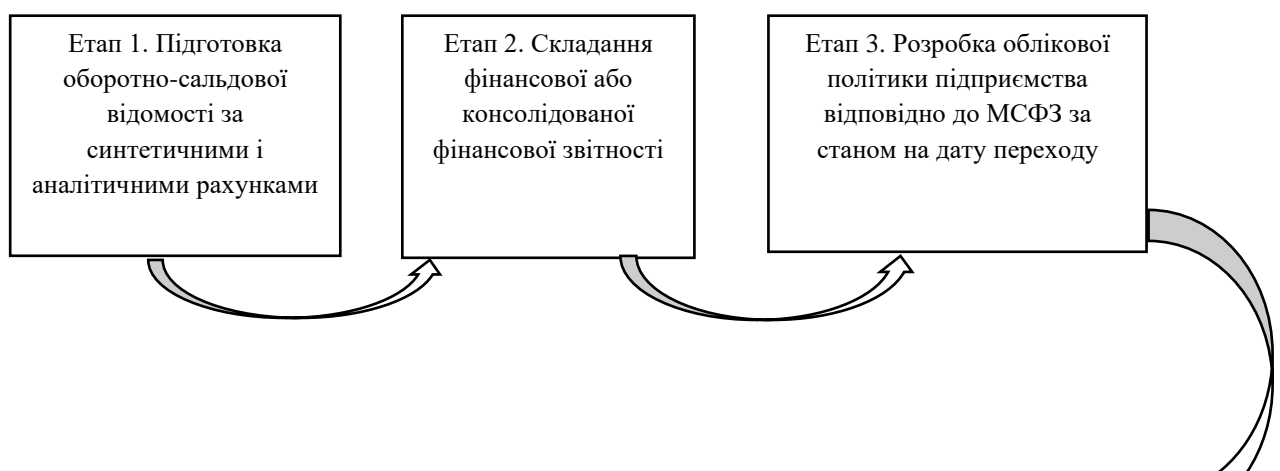 Етап 1. Підготовка
оборотно-сальдової
відомості за
синтетичними і
аналітичними рахунками
Етап 2. Складання
фінансової або
консолідованої
фінансової звітності
Етап 3. Розробка облікової
політики підприємства
відповідно до МСФЗ за
станом на дату переходу